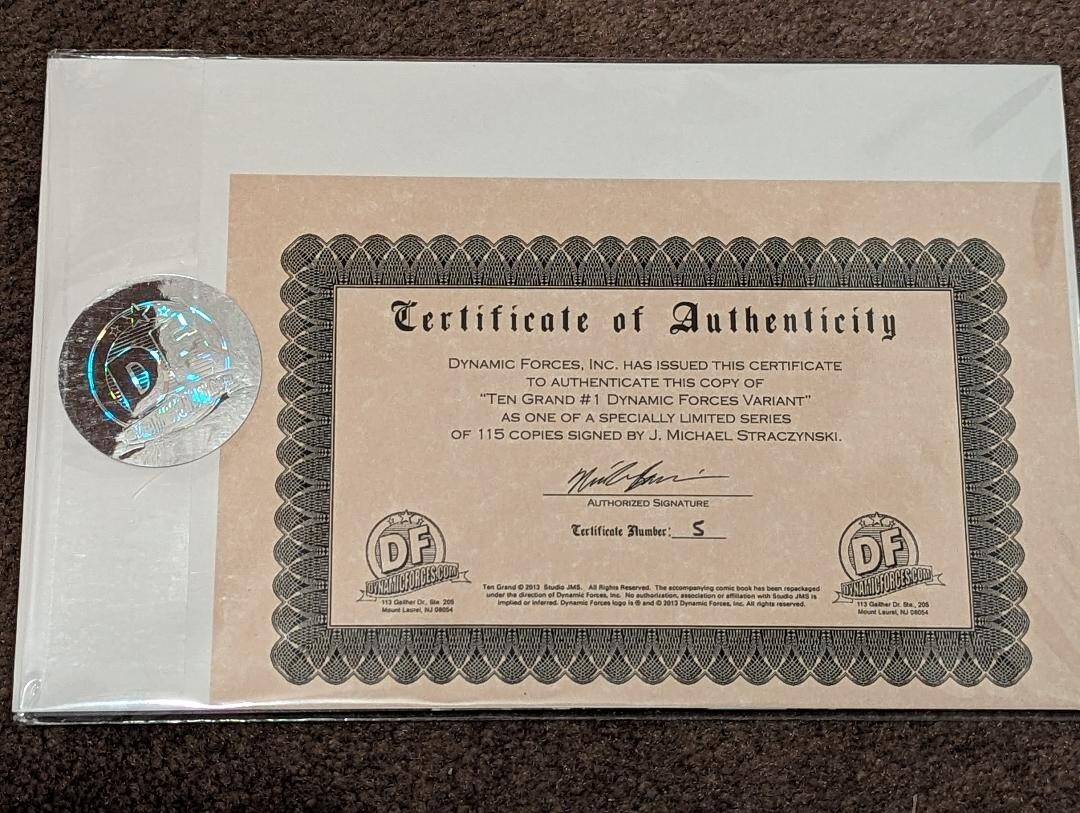 Certificate of Authenticity
DYNAMIC FORCES, INC. HAS ISSUED THIS CERTIFICATE
TO AUTHENTICATE THIS COPY OF
"TEN GRAND #1 DYNAMIC FORCES VARIANT"
AS ONE OF A SPECIALLY LIMITED SERIES
OF 115 COPIES SIGNED BY J. MICHAEL STRACZYNSKI.
AUTHORIZED SIGNATURE
Certificate Number: 5
DF
DYNAMICFORCES.COM
113 Gaither Dr., Ste. 205
Mount Laurel, NJ 08054
Ten Grand © 2013 Studio JMS. All Rights Reserved. The accompanying comic book has been repackaged
under the direction of Dynamic Forces, Inc. No authorization, association or affiliation with Studio JMS is
implied or inferred. Dynamic Forces logo is ® and © 2013 Dynamic Forces, Inc. All rights reserved.
DF
DYNAMICFORCES.COM
113 Gaither Dr. Ste., 205
Mount Laurel, NJ 08054
D